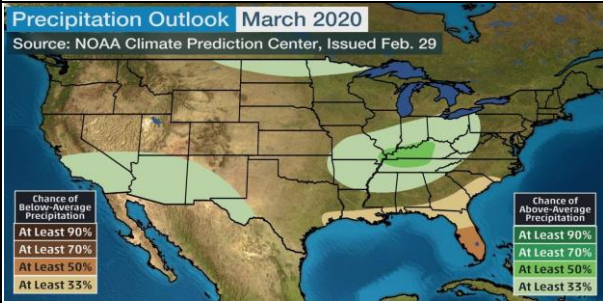 Precipitation Outlook March 2020
Source: NOAA Climate Prediction Center, Issued Feb. 29
Chance of
Below-Average
Precipitation
At Least 90%
At Least 70%
At Least 50%
At Least 33%
Chance of
Above-Average
Precipitation
At Least 90%
At Least 70%
At Least 50%
At Least 33%